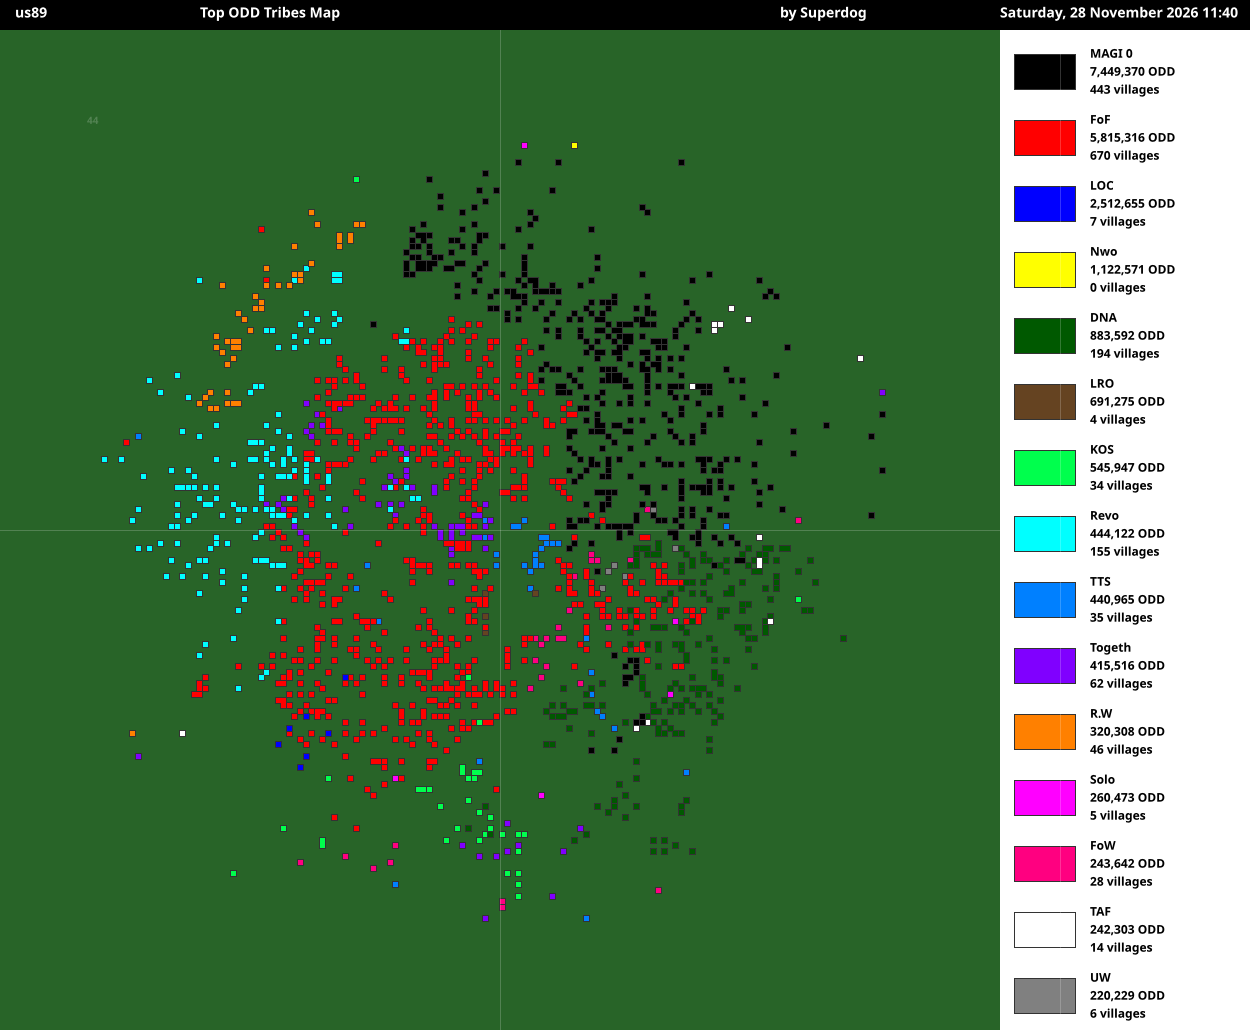 us89 Top ODD Tribes Map by Superdog Saturday, 28 November 2026 11:40
44
MAGI 0
7,449,370 ODD
443 villages
FoF
5,815,316 ODD
670 villages
LOC
2,512,655 ODD
7 villages
Nwo
1,122,571 ODD
0 villages
DNA
883,592 ODD
194 villages
LRO
691,275 ODD
4 villages
KOS
545,947 ODD
34 villages
Revo
444,122 ODD
155 villages
TTS
440,965 ODD
35 villages
Togeth
415,516 ODD
62 villages
R.W
320,308 ODD
46 villages
Solo
260,473 ODD
5 villages
FoW
243,642 ODD
28 villages
TAF
242,303 ODD
14 villages
UW
220,229 ODD
6 villages